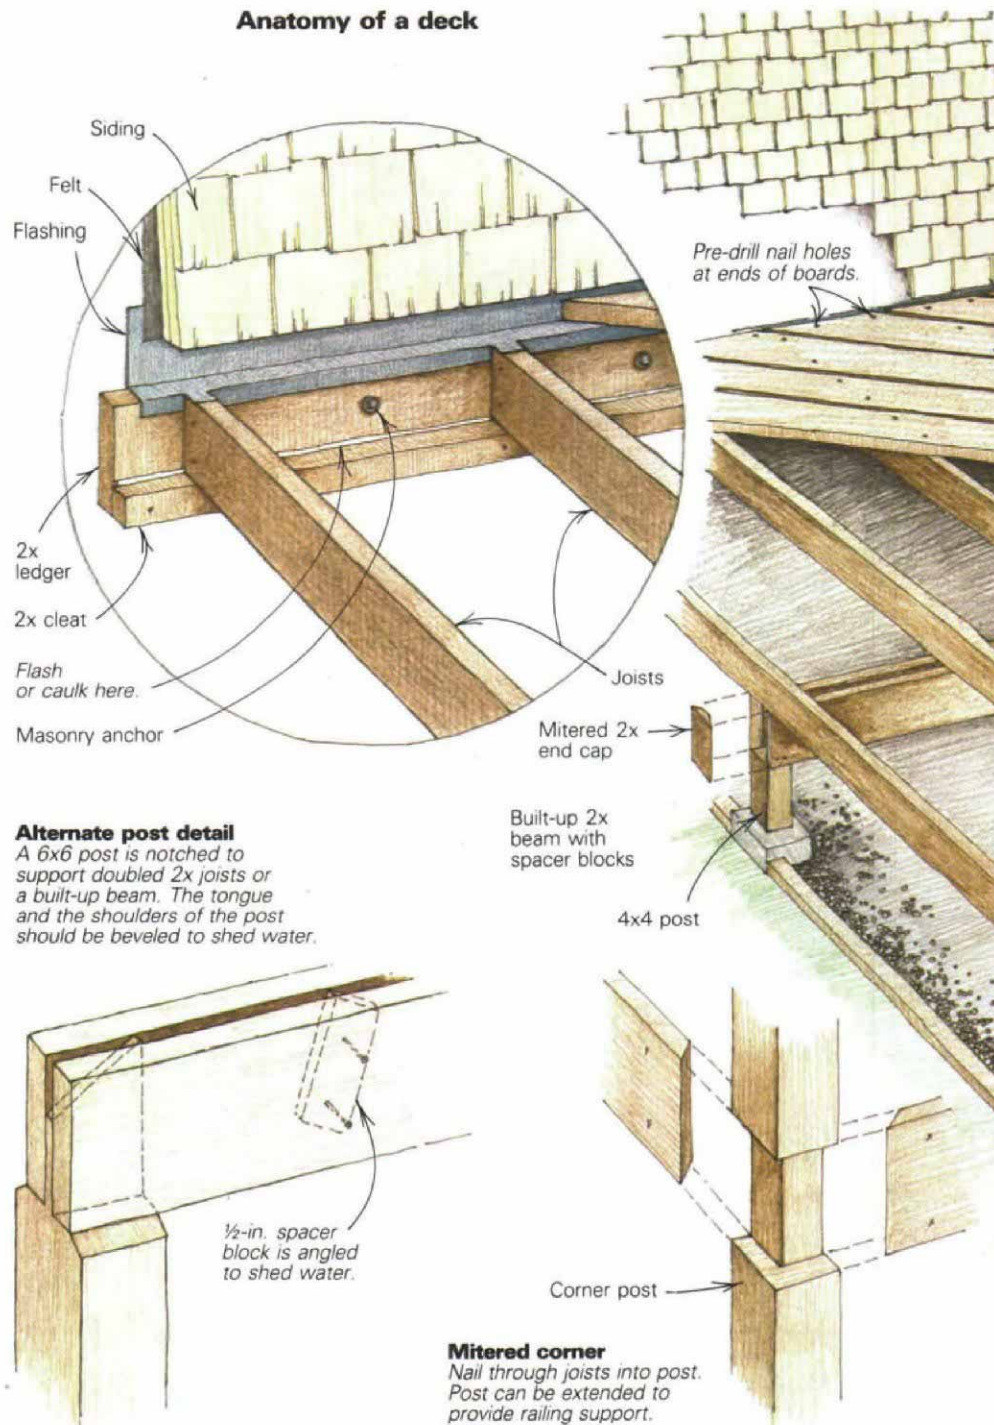 Anatomy of a deck
Siding
Felt
Flashing
Pre-drill nail holes
at ends of boards.
2x
ledger
2x cleat
Flash
or caulk here.
Masonry anchor
Joists
Mitered 2x
end cap
Built-up 2x
beam with
spacer blocks
4x4 post
Alternate post detail
A 6x6 post is notched to
support doubled 2x joists or
a built-up beam. The tongue
and the shoulders of the post
should be beveled to shed water.
½-in. spacer
block is angled
to shed water.
Corner post
Mitered corner
Nail through joists into post.
Post can be extended to
provide railing support.